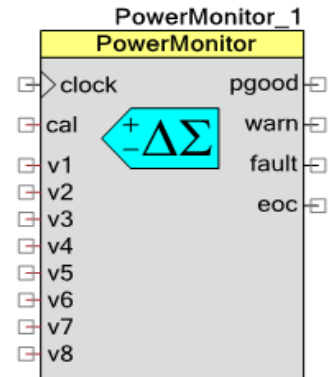 PowerMonitor_1
PowerMonitor
clock
pgood
cal
+
− ΔΣ
warn
v1
fault
v2
eoc
v3
v4
v5
v6
v7
v8